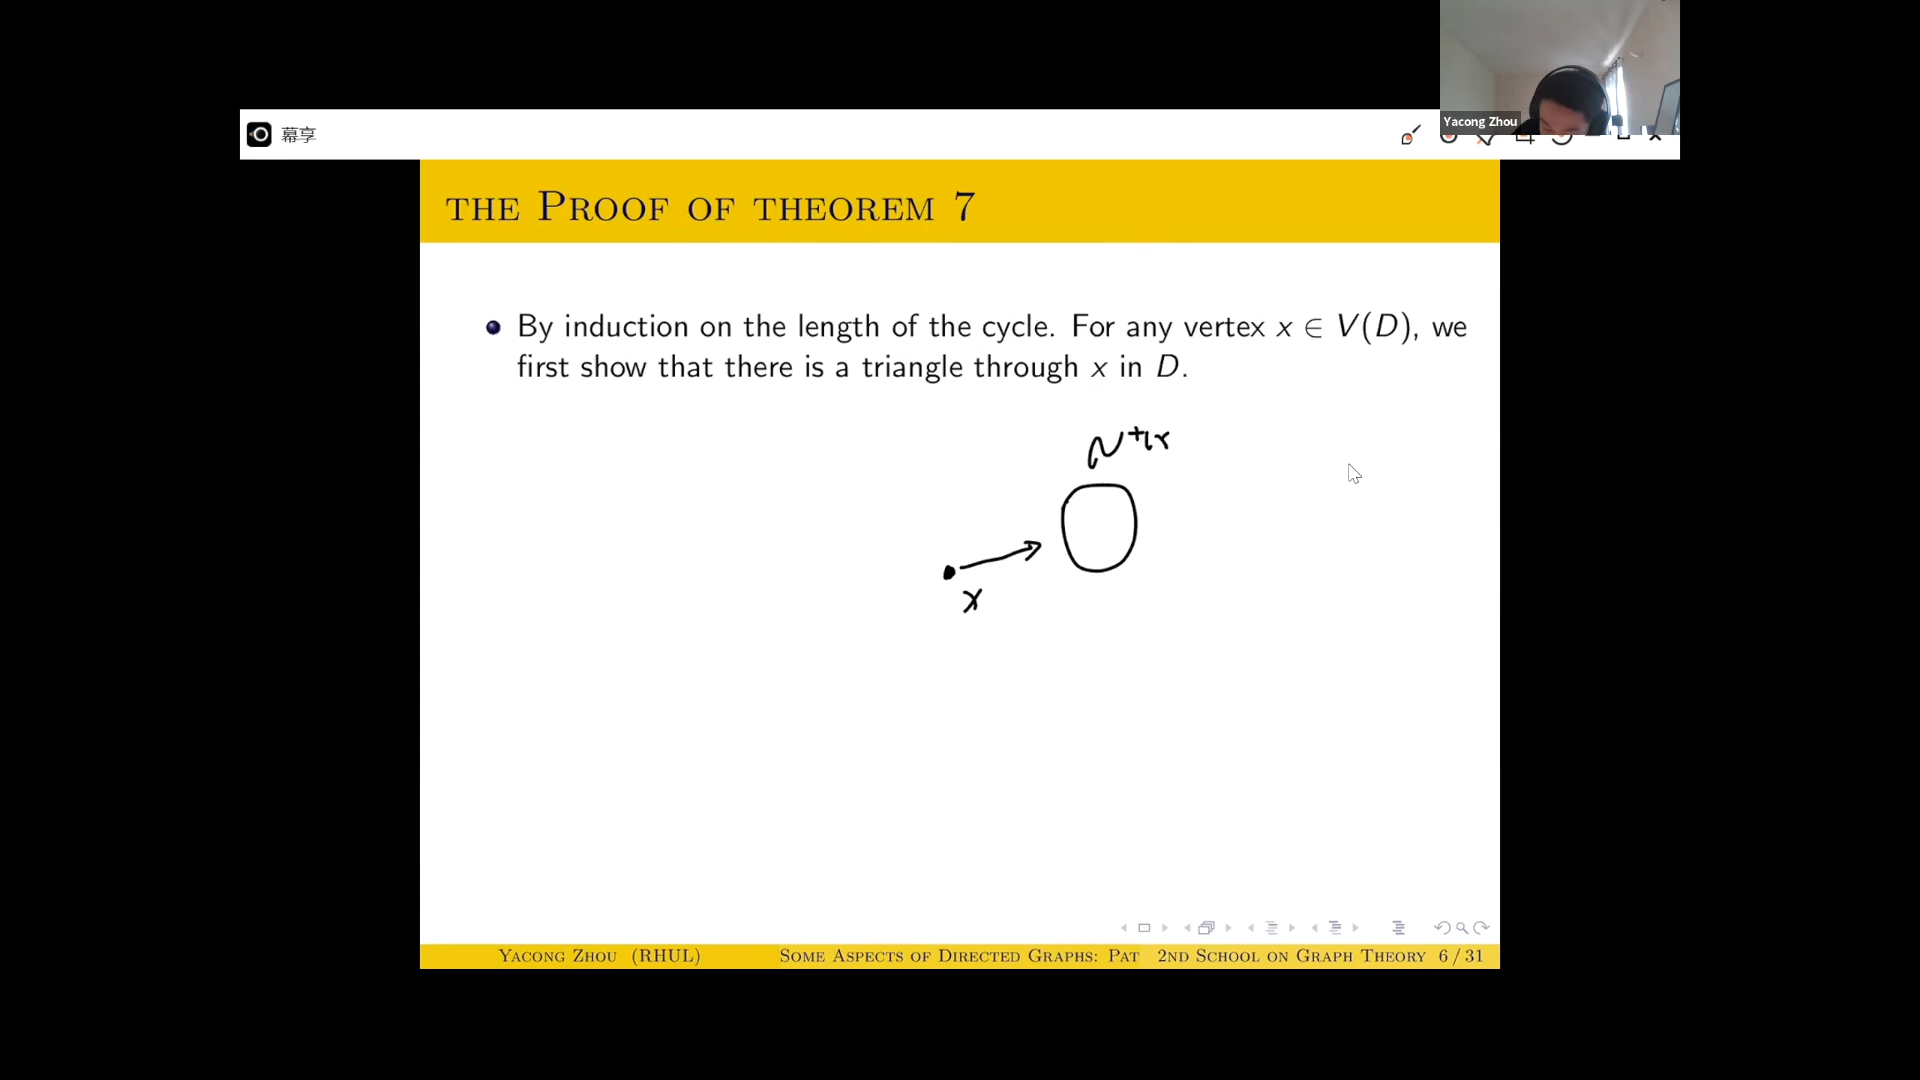 Yacong Zhou
幕享
THE PROOF OF THEOREM 7
By induction on the length of the cycle. For any vertex x ∈ V(D), we
first show that there is a triangle through x in D.
N⁺(x
x
YACONG ZHOU (RHUL) SOME ASPECTS OF DIRECTED GRAPHS: PAT 2ND SCHOOL ON GRAPH THEORY 6 / 31